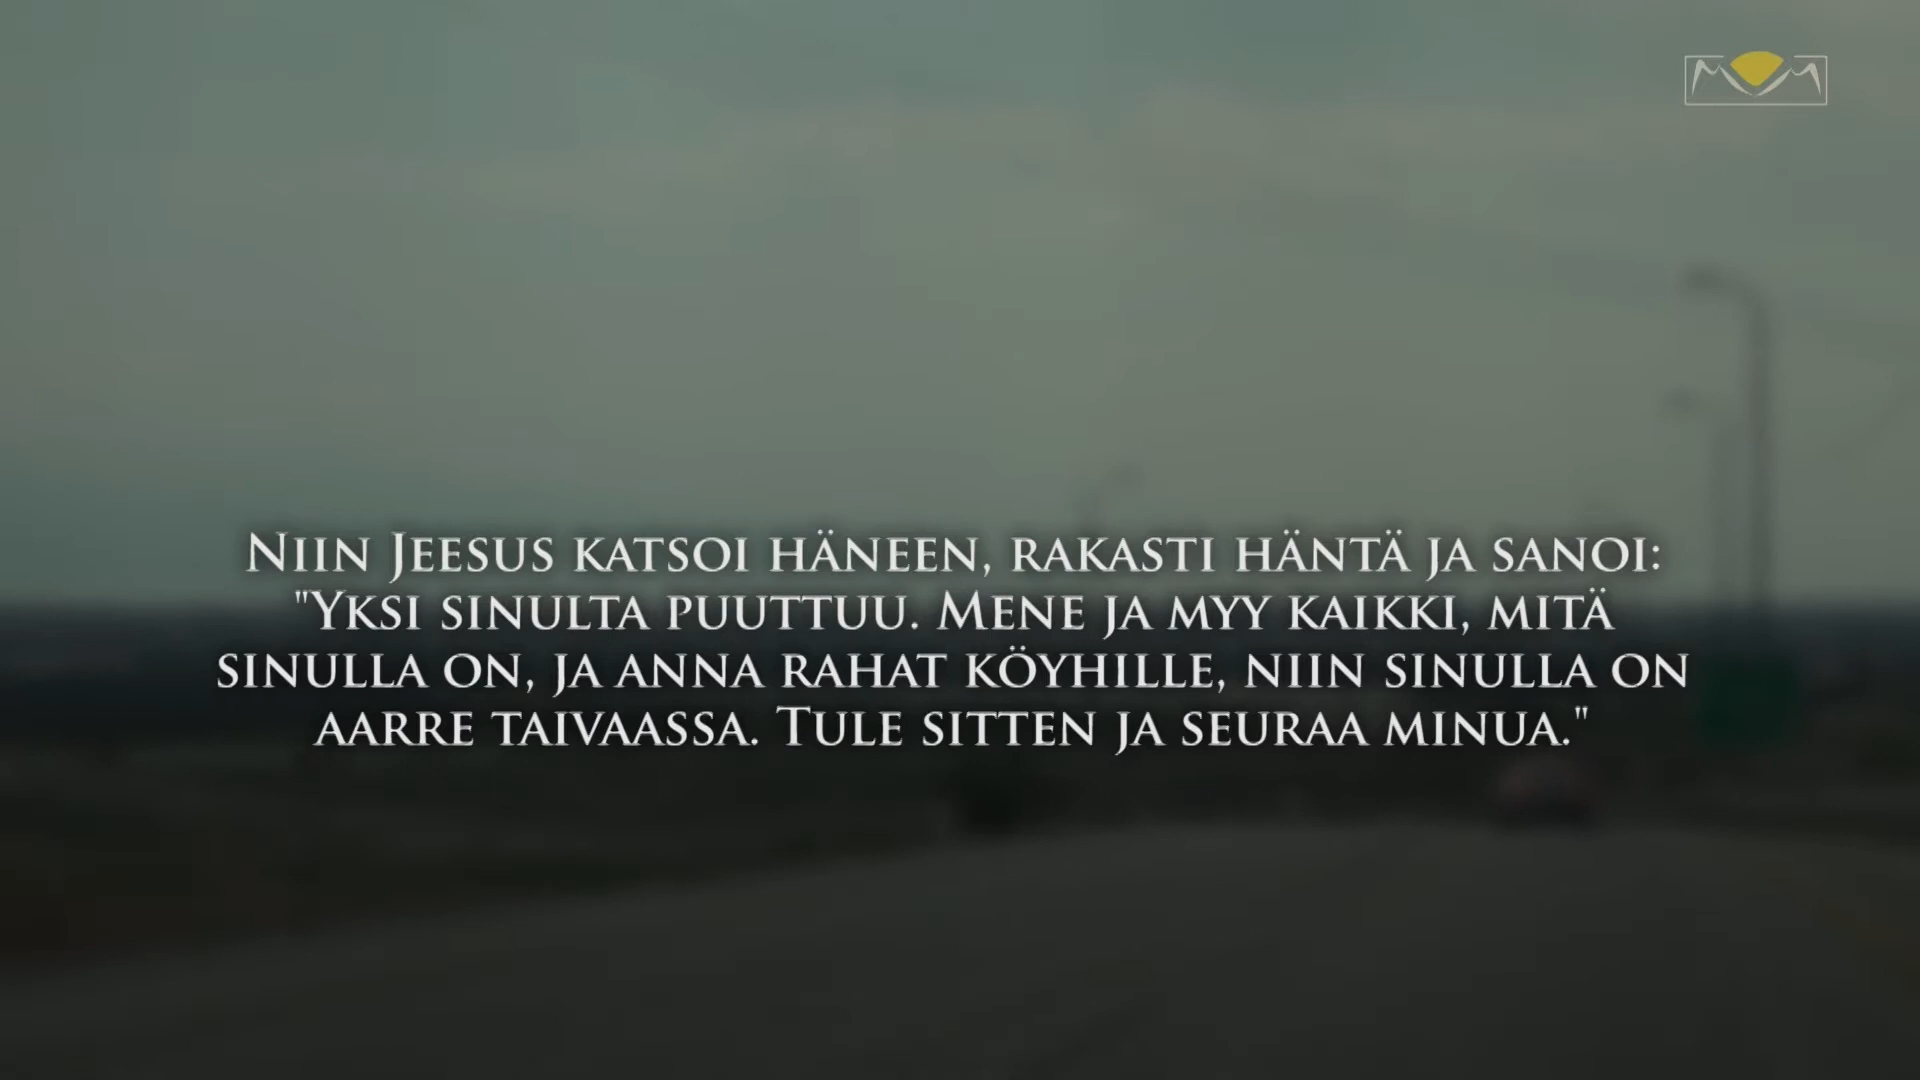 Niin Jeesus katsoi häneen, rakasti häntä ja sanoi:
"Yksi sinulta puuttuu. Mene ja myy kaikki, mitä
sinulla on, ja anna rahat köyhille, niin sinulla on
aarre taivaassa. Tule sitten ja seuraa minua."